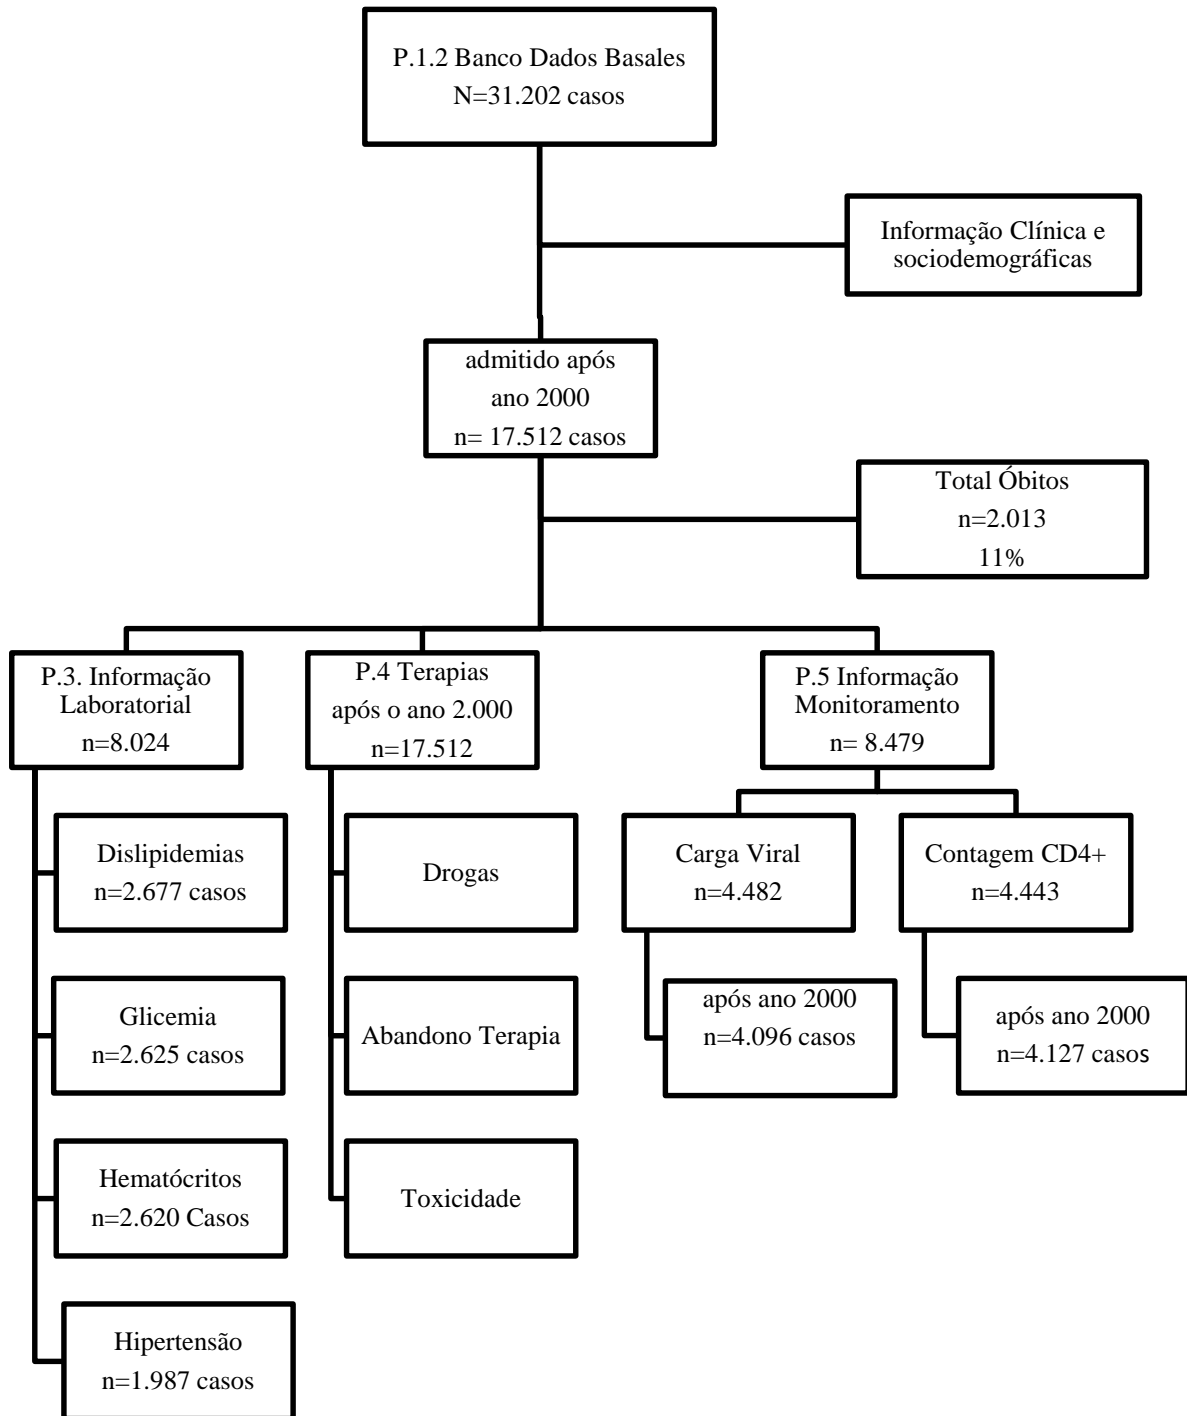 P.1.2 Banco Dados Basales
N=31.202 casos
Informação Clínica e
sociodemográficas
admitido após
ano 2000
n= 17.512 casos
Total Óbitos
n=2.013
11%
P.3. Informação
Laboratorial
n=8.024
P.4 Terapias
após o ano 2.000
n=17.512
P.5 Informação
Monitoramento
n= 8.479
Dislipidemias
n=2.677 casos
Drogas
Carga Viral
n=4.482
Contagem CD4+
n=4.443
Glicemia
n=2.625 casos
Abandono Terapia
após ano 2000
n=4.096 casos
após ano 2000
n=4.127 casos
Hematócritos
n=2.620 Casos
Toxicidade
Hipertensão
n=1.987 casos